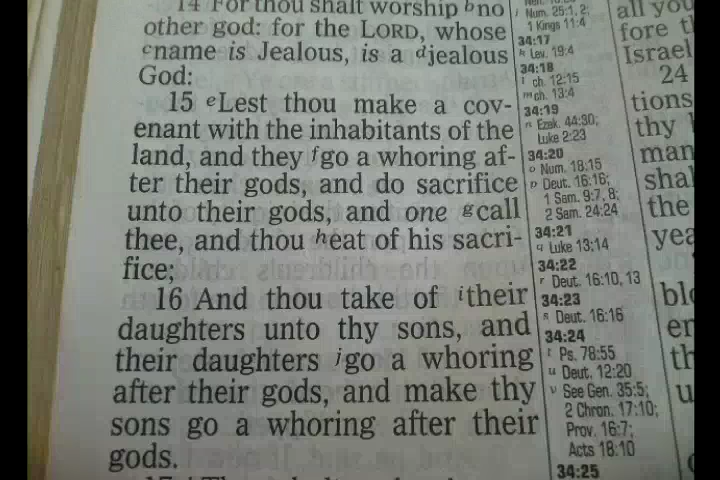 14 For thou shalt worship b no
other god: for the LORD, whose
c name is Jealous, is a d jealous
God:
15 e Lest thou make a cov-
enant with the inhabitants of the
land, and they f go a whoring af-
ter their gods, and do sacrifice
unto their gods, and one g call
thee, and thou h eat of his sacri-
fice;
16 And thou take of i their
daughters unto thy sons, and
their daughters j go a whoring
after their gods, and make thy
sons go a whoring after their
gods.
Num. 25:1, 2;
1 Kings 11:4
34:17
k Lev. 19:4
34:18
l ch. 12:15
m ch. 13:4
34:19
n Ezek. 44:30;
Luke 2:23
34:20
o Num. 18:15
p Deut. 16:16;
1 Sam. 9:7, 8;
2 Sam. 24:24
34:21
q Luke 13:14
34:22
r Deut. 16:10, 13
34:23
s Deut. 16:16
34:24
t Ps. 78:55
u Deut. 12:20
v See Gen. 35:5;
2 Chron. 17:10;
Prov. 16:7;
Acts 18:10
34:25
all you
fore th
Israel
24
tions
thy
man
shal
the
yea
blo
en
th
u